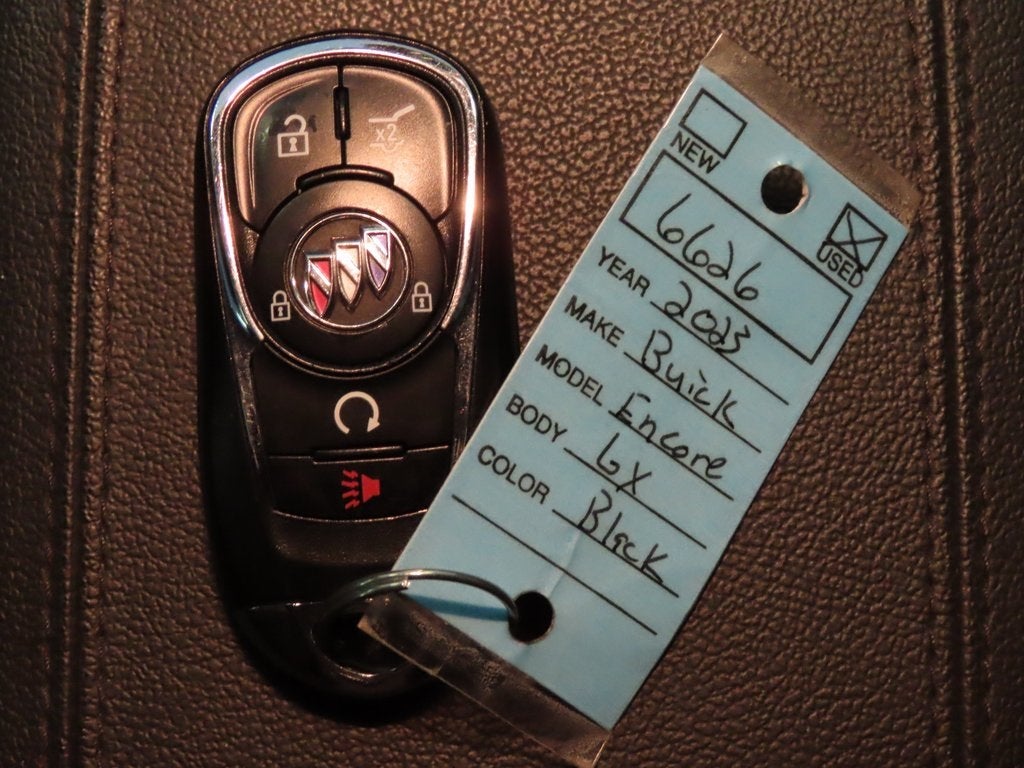 x2
NEW
USED
6626
YEAR 2023
MAKE Buick
MODEL Encore
BODY GX
COLOR Black